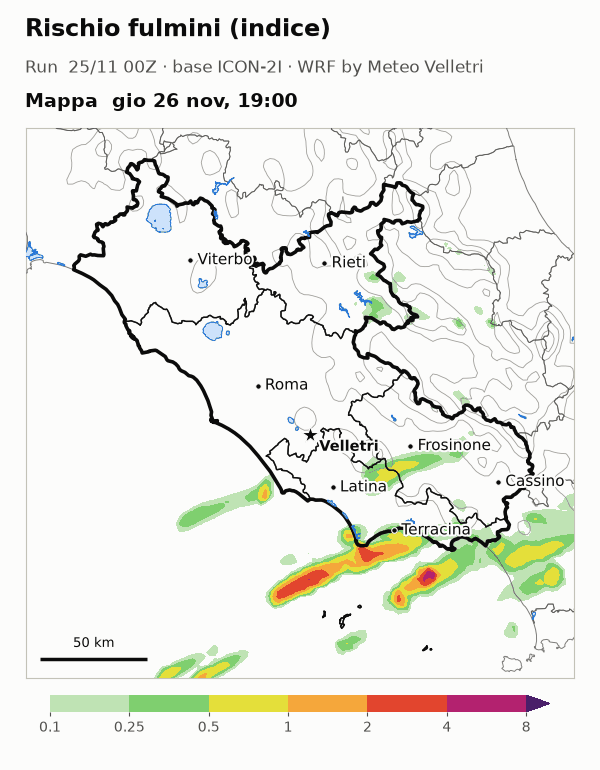 Rischio fulmini (indice)
Run  25/11 00Z · base ICON-2I · WRF by Meteo Velletri
Mappa  gio 26 nov, 19:00
Viterbo
Rieti
Roma
Velletri
Frosinone
Latina
Cassino
Terracina
50 km
0.1 0.25 0.5 1 2 4 8